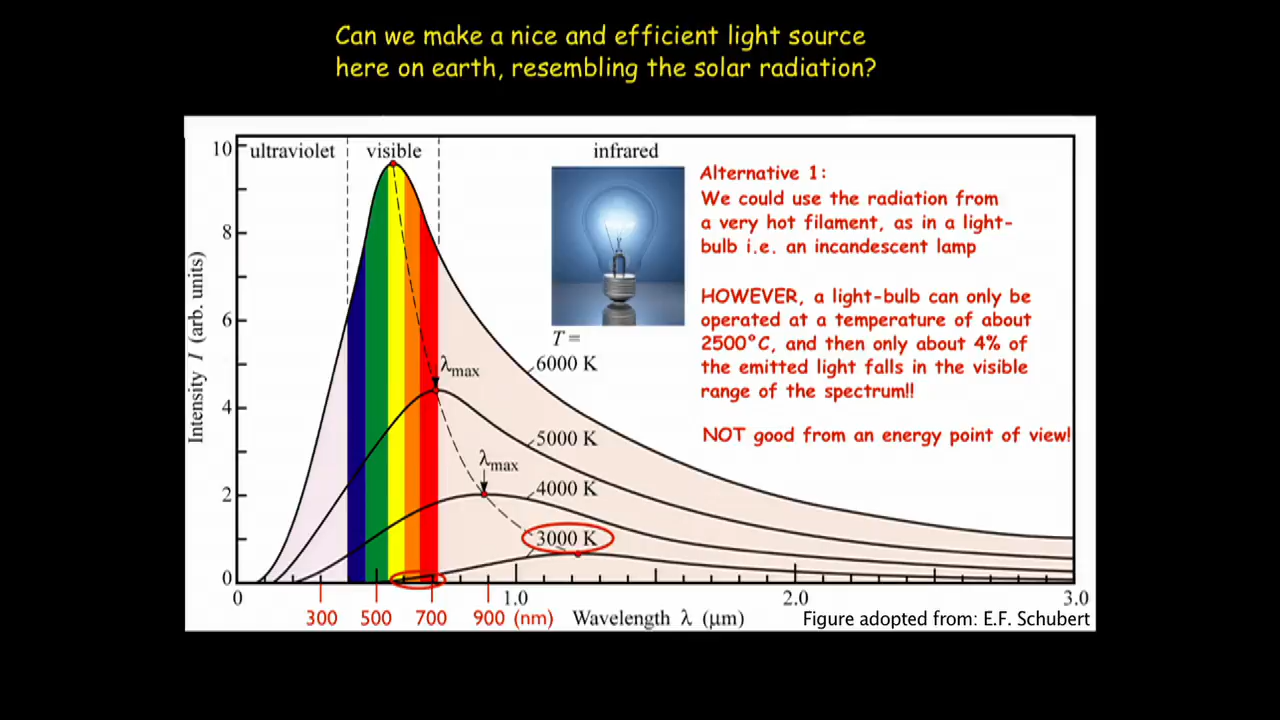 Can we make a nice and efficient light source
here on earth, resembling the solar radiation?
10
ultraviolet
visible
infrared
Alternative 1:
We could use the radiation from
a very hot filament, as in a light-
bulb i.e. an incandescent lamp
HOWEVER, a light-bulb can only be
operated at a temperature of about
2500°C, and then only about 4% of
the emitted light falls in the visible
range of the spectrum!!
NOT good from an energy point of view!
8
6
4
2
0
Intensity I (arb. units)
T =
6000 K
λmax
5000 K
λmax
4000 K
3000 K
0
1.0
2.0
3.0
300
500
700
900 (nm)
Wavelength λ (μm)
Figure adopted from: E.F. Schubert